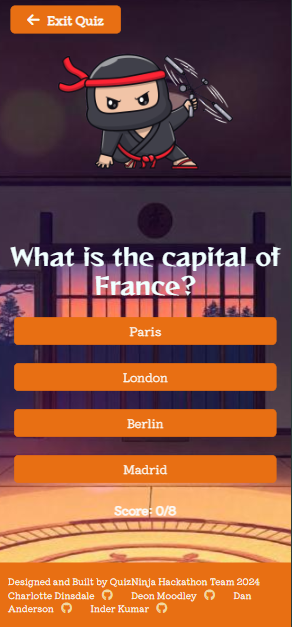 Exit Quiz
What is the capital of
France?
Paris
London
Berlin
Madrid
Score: 0/8
Designed and Built by QuizNinja Hackathon Team 2024
Charlotte Dinsdale Deon Moodley Dan
Anderson Inder Kumar